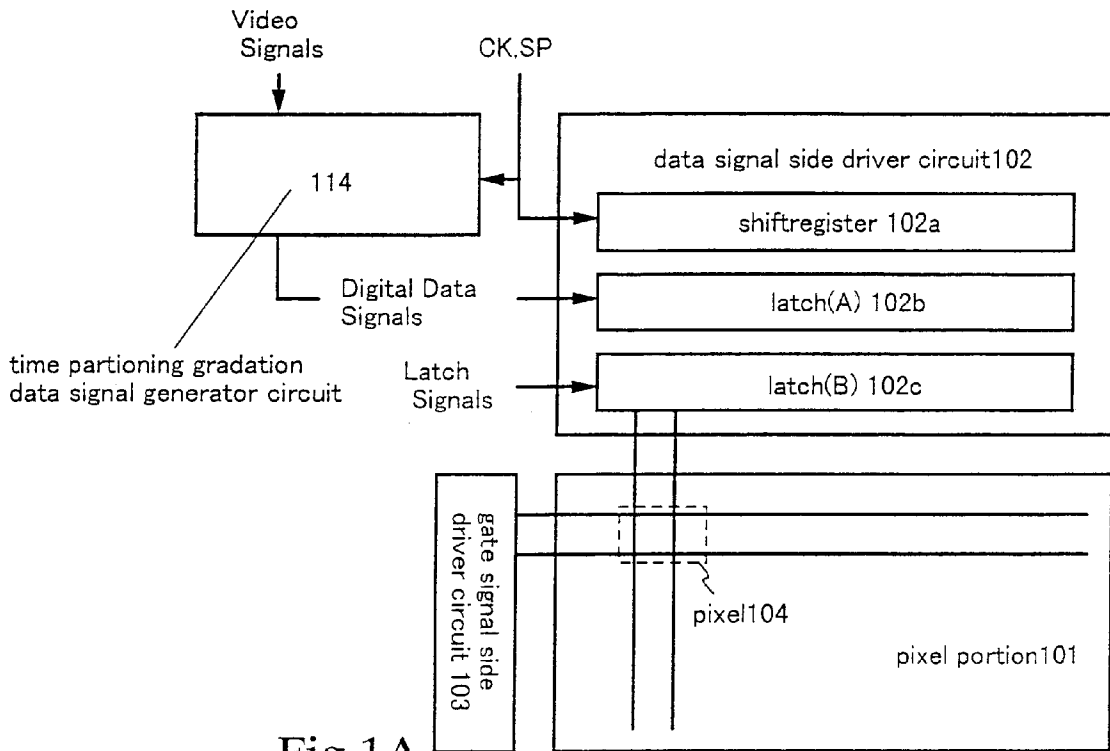 Video
Signals
CK,SP
114
data signal side driver circuit102
shiftregister 102a
Digital Data
Signals
latch(A) 102b
time partioning gradation
data signal generator circuit
Latch
Signals
latch(B) 102c
gate signal side
driver circuit 103
pixel104
pixel portion101
Fig.1A